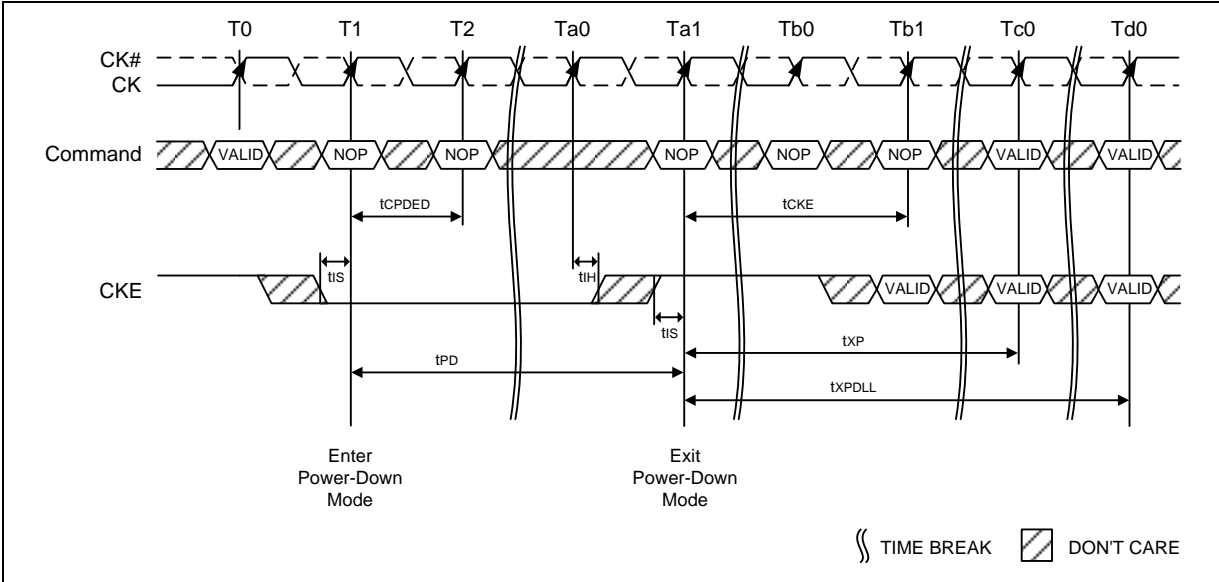 T0 T1 T2 Ta0 Ta1 Tb0 Tb1 Tc0 Td0
CK#
CK
Command VALID NOP NOP NOP NOP NOP VALID VALID
tCPDED tCKE
tIS tIH
CKE VALID VALID VALID
tIS
tXP
tPD
tXPDLL
Enter Exit
Power-Down Power-Down
Mode Mode
TIME BREAK DON'T CARE